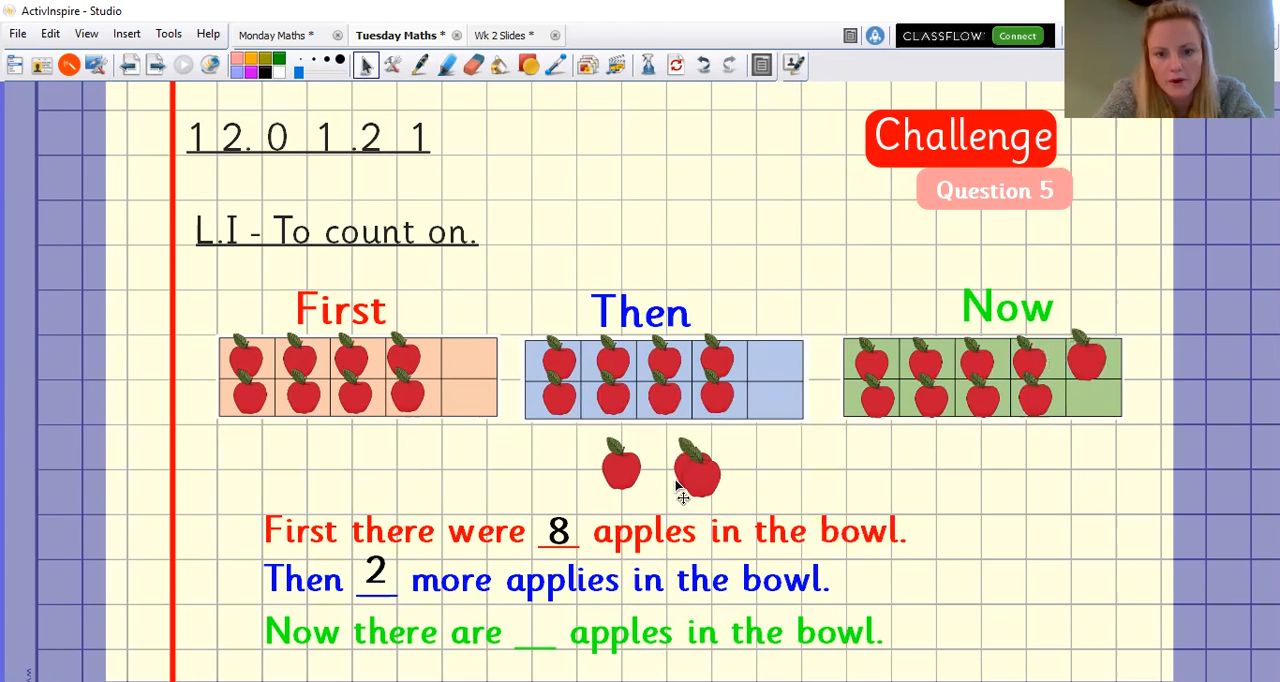 ActivInspire - Studio
File Edit View Insert Tools Help
Monday Maths * Tuesday Maths * Wk 2 Slides *
CLASSFLOW Connect
12.01.21
Challenge
Question 5
L.I - To count on.
First Then Now
First there were 8 apples in the bowl.
Then 2 more applies in the bowl.
Now there are __ apples in the bowl.